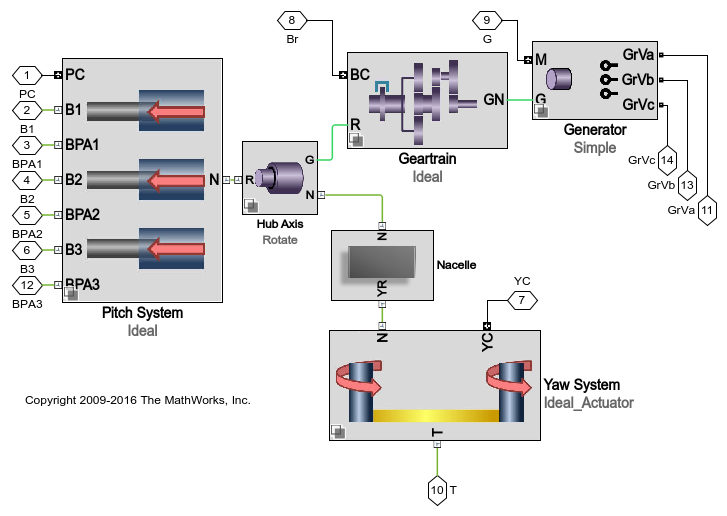 8
Br
9
G
1
PC
PC
2
B1
B1
3
BPA1
BPA1
4
B2
B2
5
BPA2
BPA2
6
B3
B3
12
BPA3
BPA3
N
Pitch System
Ideal
R
G
N
Hub Axis
Rotate
BC
R
GN
Geartrain
Ideal
M
G
GrVa
GrVb
GrVc
Generator
Simple
14
GrVc
13
GrVb
11
GrVa
N
YR
Nacelle
YC
7
N
YC
T
Yaw System
Ideal_Actuator
10
T
Copyright 2009-2016 The MathWorks, Inc.